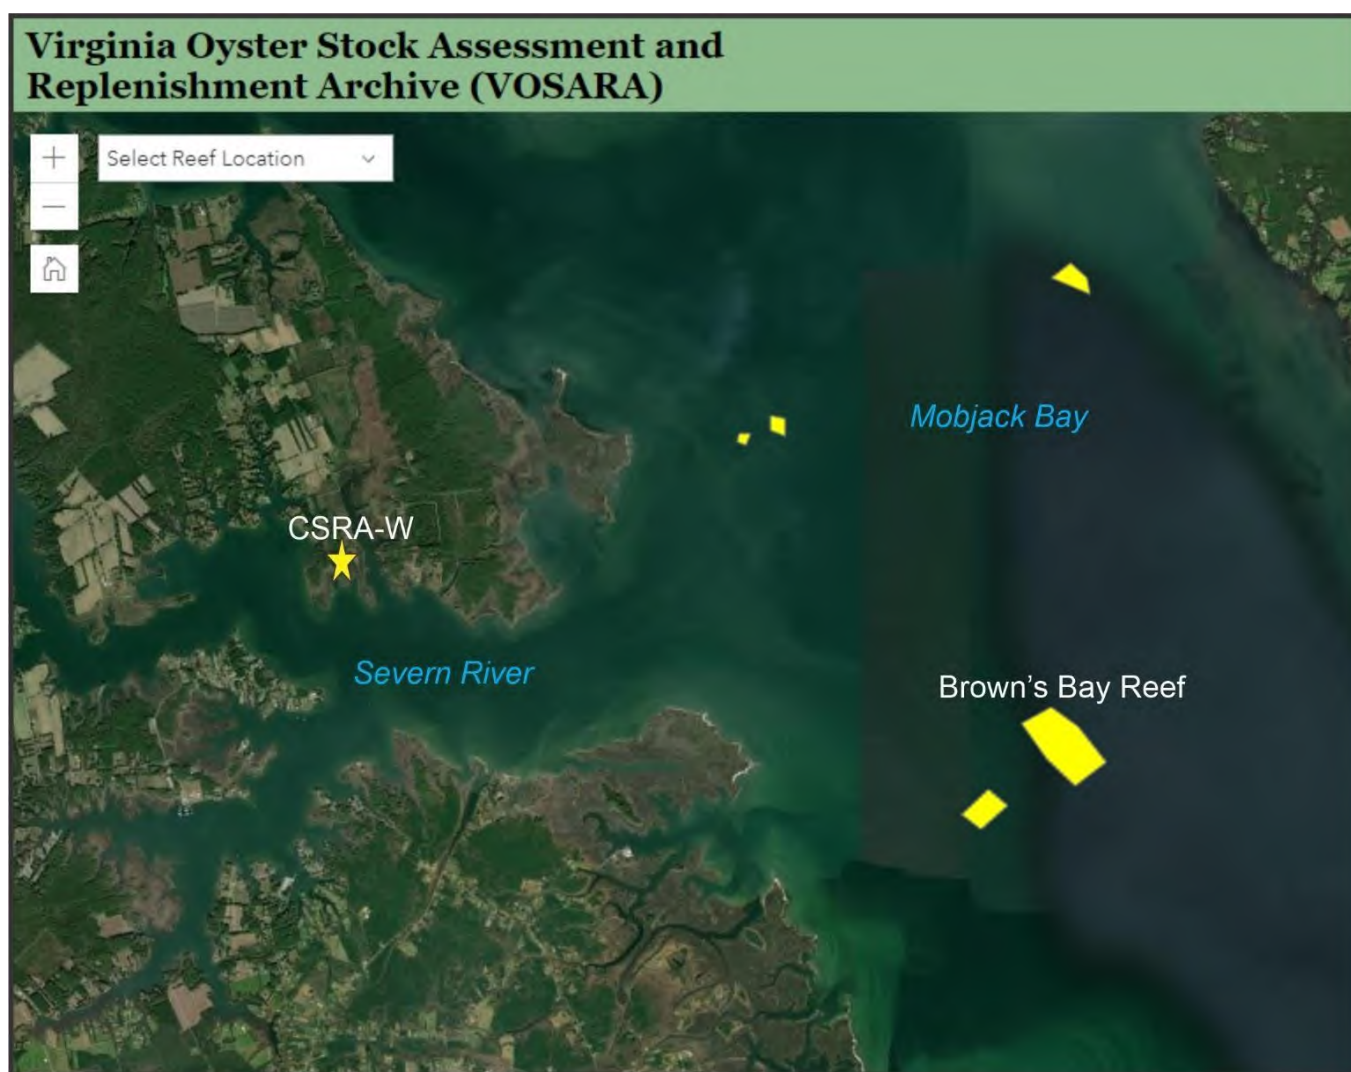 Virginia Oyster Stock Assessment and
Replenishment Archive (VOSARA)
Select Reef Location
Mobjack Bay
CSRA-W
Severn River
Brown’s Bay Reef